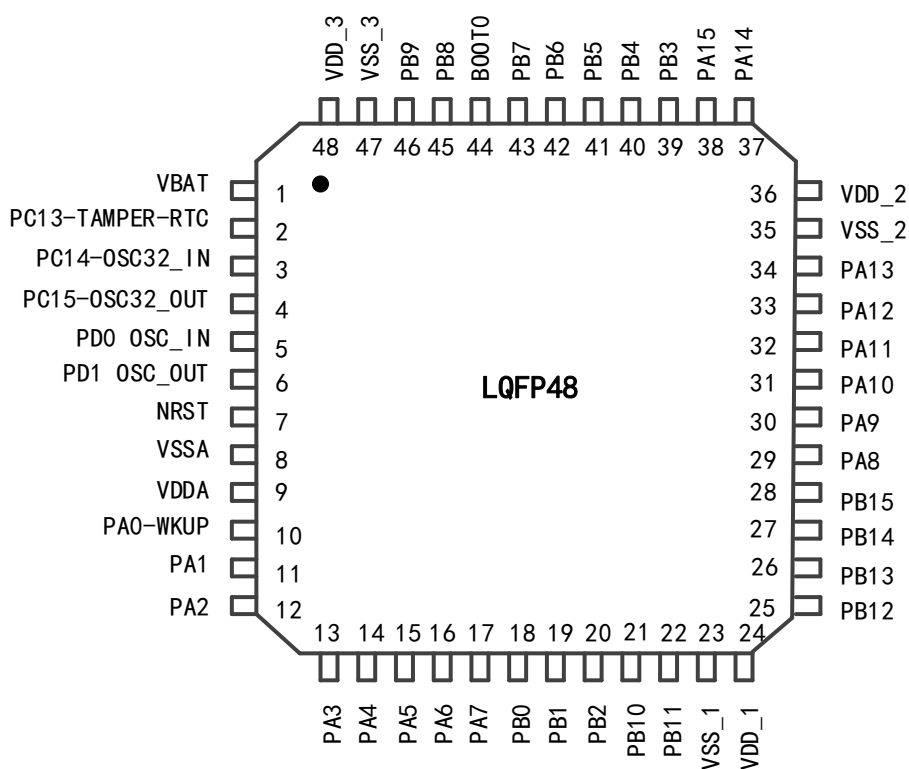 VDD_3
VSS_3
PB9
PB8
BOOT0
PB7
PB6
PB5
PB4
PB3
PA15
PA14
48 47 46 45 44 43 42 41 40 39 38 37
VBAT 1
PC13-TAMPER-RTC 2
PC14-OSC32_IN 3
PC15-OSC32_OUT 4
PD0 OSC_IN 5
PD1 OSC_OUT 6
NRST 7
VSSA 8
VDDA 9
PA0-WKUP 10
PA1 11
PA2 12
LQFP48
36 VDD_2
35 VSS_2
34 PA13
33 PA12
32 PA11
31 PA10
30 PA9
29 PA8
28 PB15
27 PB14
26 PB13
25 PB12
13 14 15 16 17 18 19 20 21 22 23 24
PA3
PA4
PA5
PA6
PA7
PB0
PB1
PB2
PB10
PB11
VSS_1
VDD_1